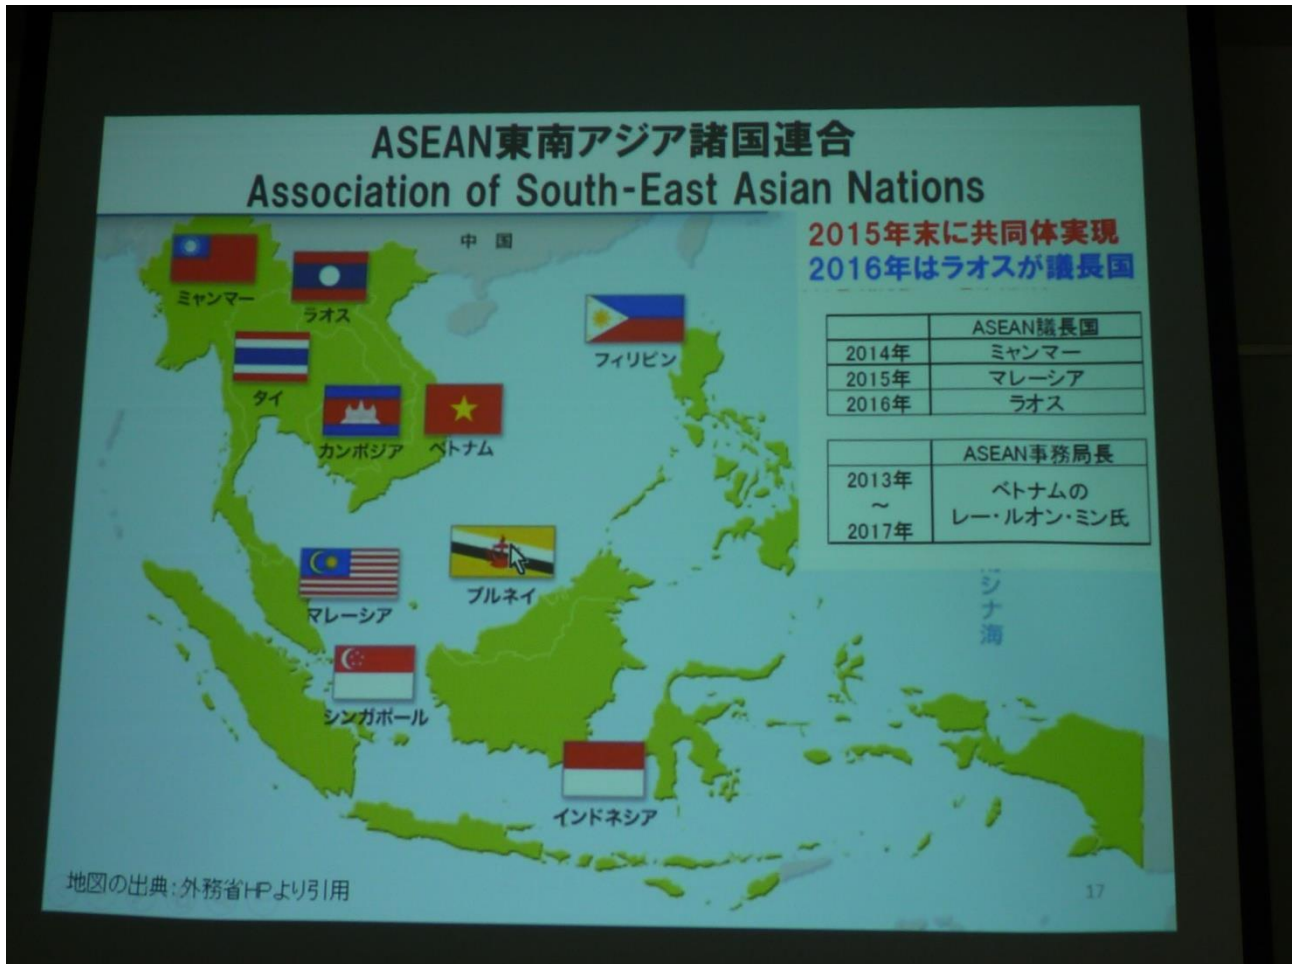 ASEAN東南アジア諸国連合
Association of South-East Asian Nations
2015年末に共同体実現
2016年はラオスが議長国
中 国
ミャンマー
ラオス
フィリピン
タイ
カンボジア
ベトナム
ASEAN議長国
2014年 ミャンマー
2015年 マレーシア
2016年 ラオス
ASEAN事務局長
2013年
～
2017年
ベトナムの
レー・ルオン・ミン氏
マレーシア
ブルネイ
シナ海
シンガポール
インドネシア
地図の出典：外務省HPより引用
17